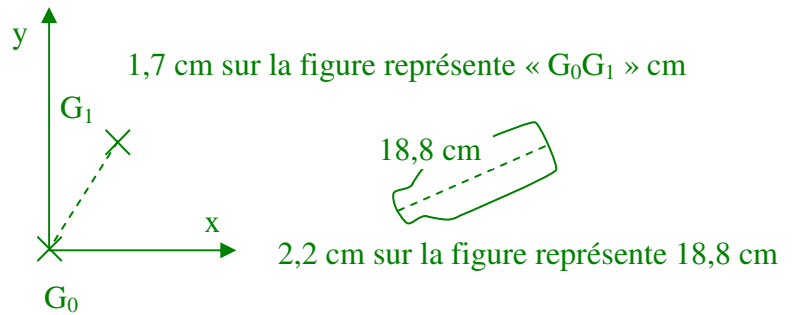 y
1,7 cm sur la figure représente « G₀G₁ » cm
G₁
18,8 cm
x
2,2 cm sur la figure représente 18,8 cm
G₀